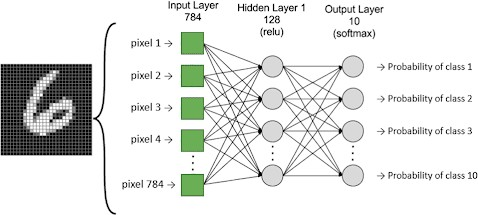 Input Layer
784
Hidden Layer 1
128
(relu)
Output Layer
10
(softmax)
pixel 1
pixel 2
pixel 3
pixel 4
pixel 784
Probability of class 1
Probability of class 2
Probability of class 3
Probability of class 10
6